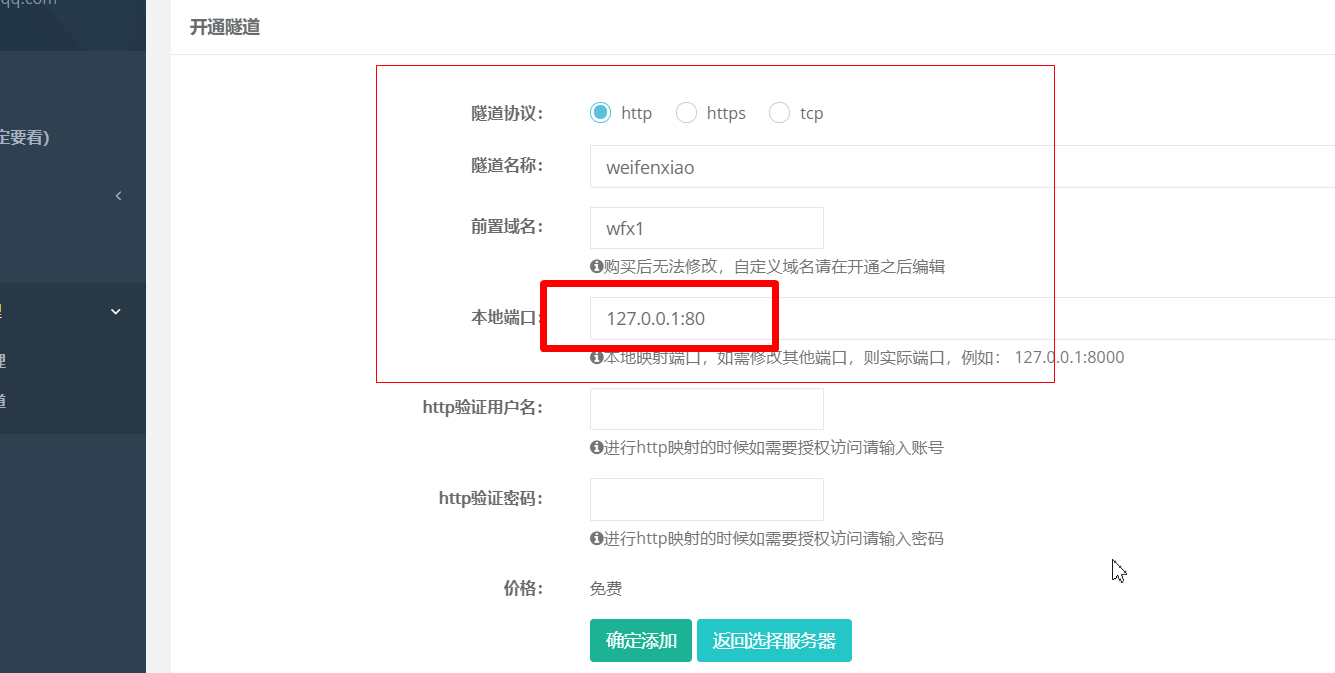 qq.com
开通隧道
定要看)
隧道协议： http https tcp
隧道名称： weifenxiao
前置域名： wfx1
购买后无法修改，自定义域名请在开通之后编辑
本地端口： 127.0.0.1:80
本地映射端口，如需修改其他端口，则实际端口，例如： 127.0.0.1:8000
理
道
http验证用户名：
进行http映射的时候如需要授权访问请输入账号
http验证密码：
进行http映射的时候如需要授权访问请输入密码
价格： 免费
确定添加 返回选择服务器